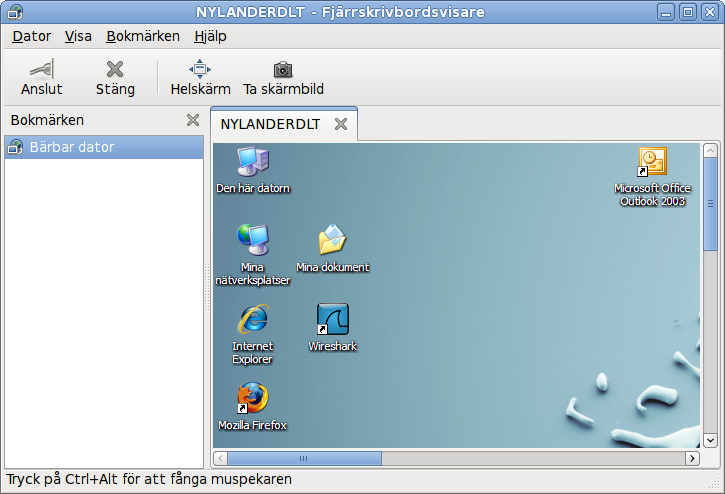 NYLANDERDLT - Fjärrskrivbordsvisare
Dator Visa Bokmärken Hjälp
Anslut Stäng Helskärm Ta skärmbild
Bokmärken
NYLANDERDLT
Bärbar dator
Den här datorn
Microsoft Office
Outlook 2003
Mina
nätverksplatser
Mina dokument
Internet
Explorer
Wireshark
Mozilla Firefox
Tryck på Ctrl+Alt för att fånga muspekaren